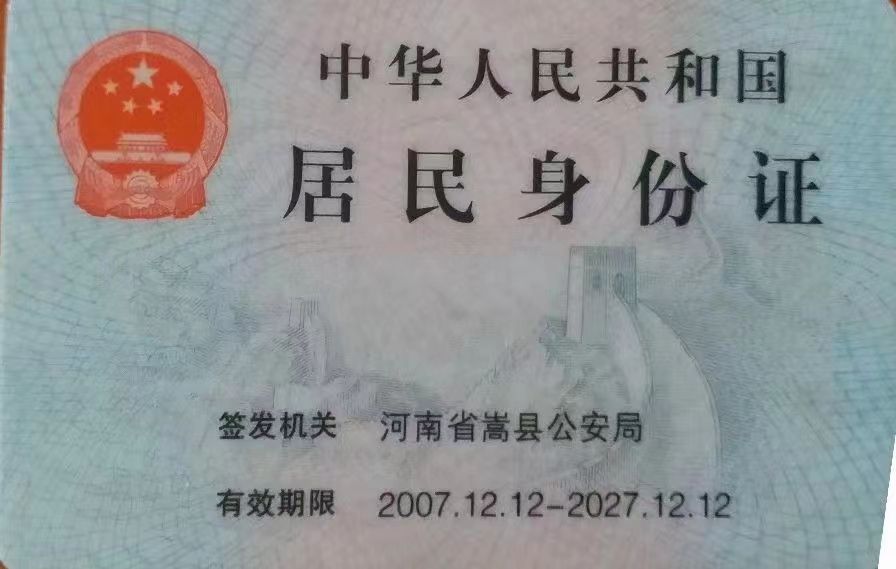 中华人民共和国
居民身份证
签发机关 河南省嵩县公安局
有效期限 2007.12.12-2027.12.12